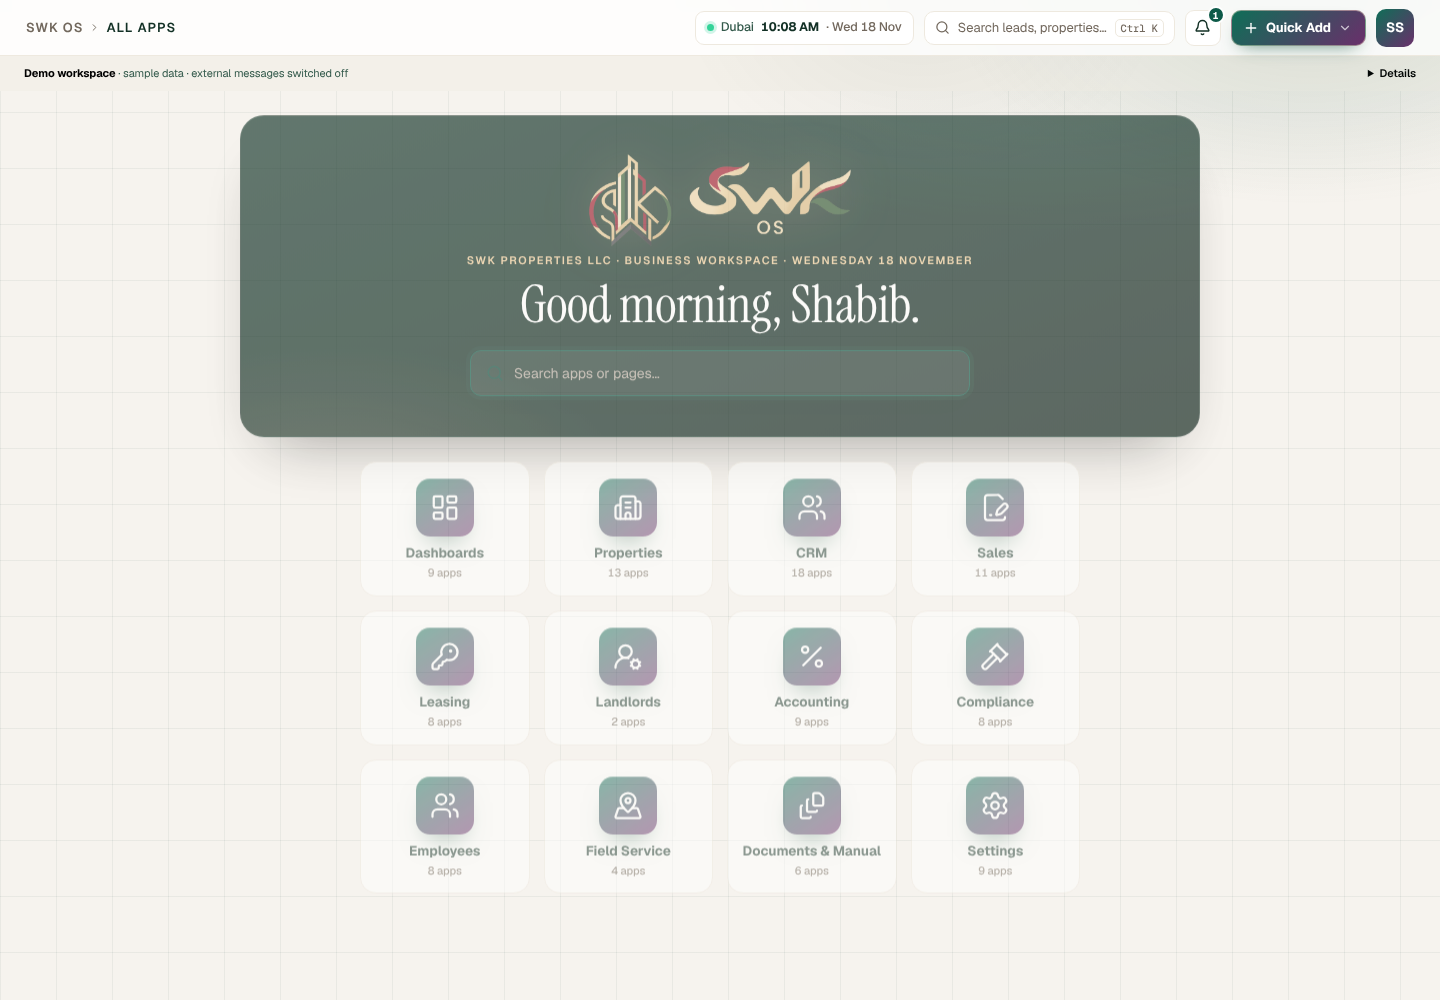 SWK OS > ALL APPS
Dubai 10:08 AM · Wed 18 Nov
Search leads, properties... Ctrl K
1
+ Quick Add
SS
Demo workspace · sample data · external messages switched off
Details
SK
Swk
OS
SWK PROPERTIES LLC · BUSINESS WORKSPACE · WEDNESDAY 18 NOVEMBER
Good morning, Shabib.
Search apps or pages...
Dashboards
9 apps
Properties
13 apps
CRM
18 apps
Sales
11 apps
Leasing
8 apps
Landlords
2 apps
Accounting
9 apps
Compliance
8 apps
Employees
8 apps
Field Service
4 apps
Documents & Manual
6 apps
Settings
9 apps